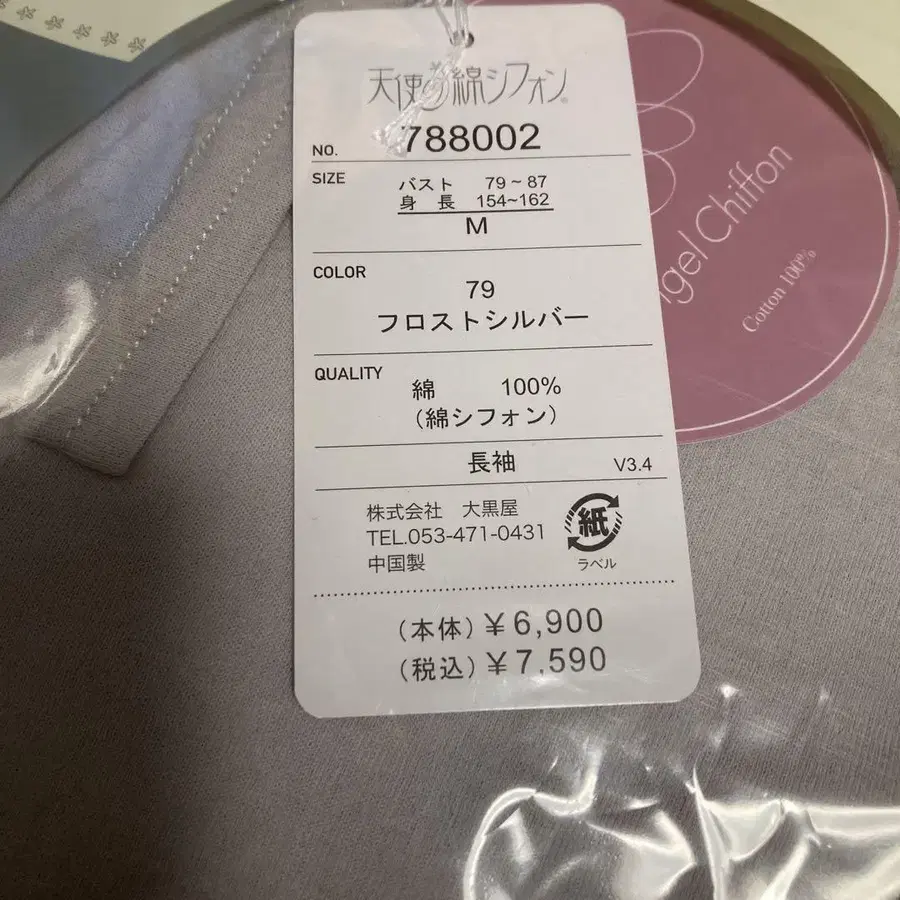 天使の綿シフォン®
NO. 788002
SIZE
バスト 79~87
身長 154~162
M
COLOR
79
フロストシルバー
QUALITY
綿 100%
(綿シフォン)
長袖 V3.4
株式会社 大黒屋
TEL.053-471-0431
中国製
紙
ラベル
(本体)¥6,900
(税込)¥7,590
Chiffon
Cotton 100%